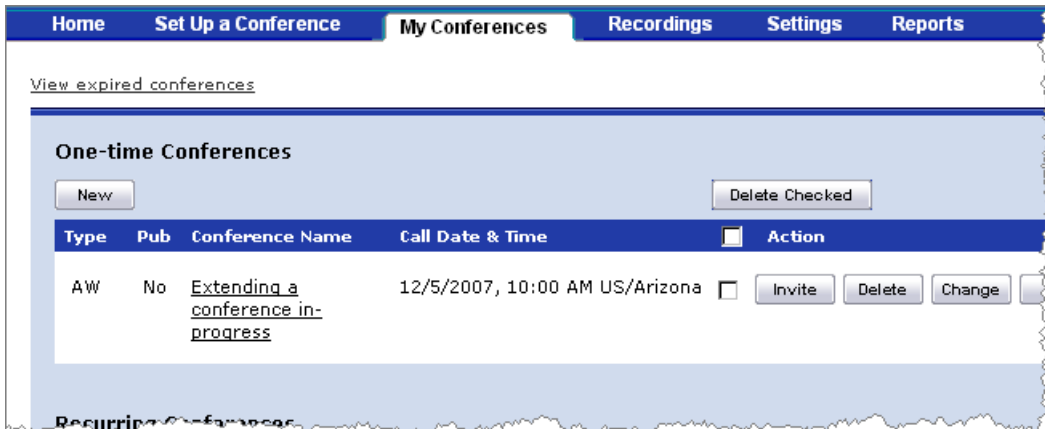 Home Set Up a Conference My Conferences Recordings Settings Reports
View expired conferences
One-time Conferences
New Delete Checked
Type Pub Conference Name Call Date & Time Action
AW No Extending a 12/5/2007, 10:00 AM US/Arizona Invite Delete Change
conference in-
progress
Recurring Conferences